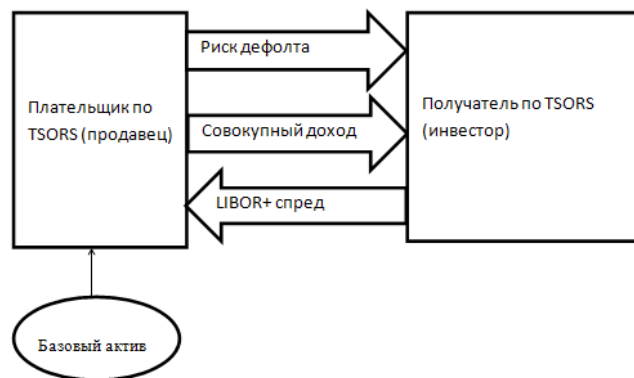 Риск дефолта
Плательщик по
TSORS (продавец)
Совокупный доход
LIBOR+ спред
Получатель по TSORS
(инвестор)
Базовый актив